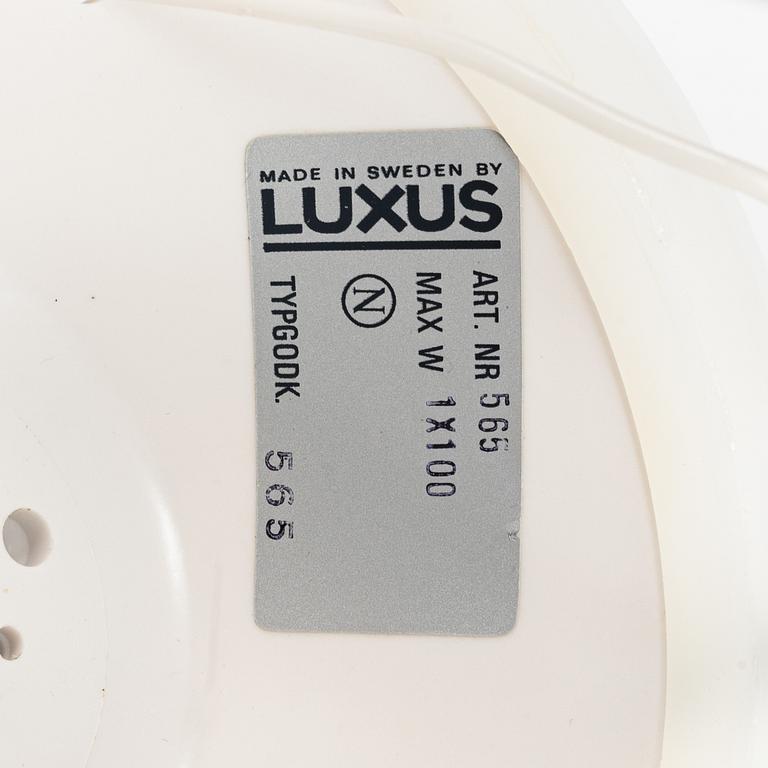 MADE IN SWEDEN BY
LUXUS
ART. NR 565
MAX W 1X100
N
TYPGODK. 565